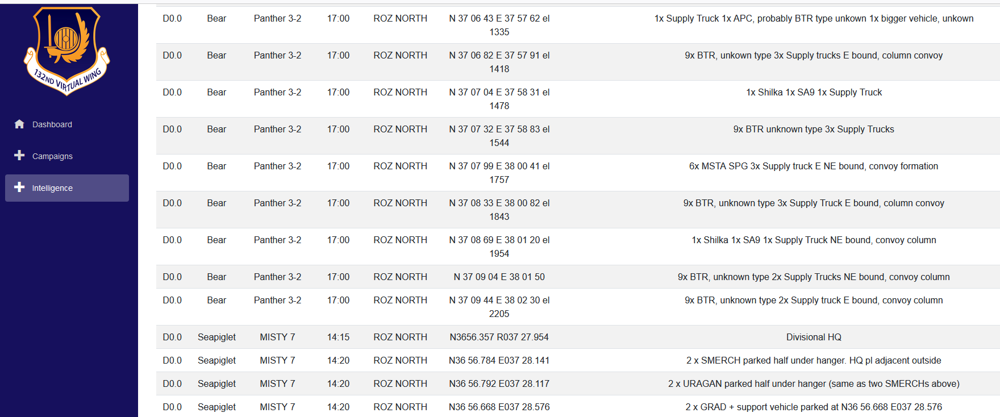 132ND VIRTUAL WING
Dashboard
Campaigns
Intelligence
D0.0 Bear Panther 3-2 17:00 ROZ NORTH N 37 06 43 E 37 57 62 el 1x Supply Truck 1x APC, probably BTR type unkown 1x bigger vehicle, unkown
1335
D0.0 Bear Panther 3-2 17:00 ROZ NORTH N 37 06 82 E 37 57 91 el 9x BTR, unkown type 3x Supply trucks E bound, column convoy
1418
D0.0 Bear Panther 3-2 17:00 ROZ NORTH N 37 07 04 E 37 58 31 el 1x Shilka 1x SA9 1x Supply Truck
1478
D0.0 Bear Panther 3-2 17:00 ROZ NORTH N 37 07 32 E 37 58 83 el 9x BTR unknown type 3x Supply Trucks
1544
D0.0 Bear Panther 3-2 17:00 ROZ NORTH N 37 07 99 E 38 00 41 el 6x MSTA SPG 3x Supply truck E NE bound, convoy formation
1757
D0.0 Bear Panther 3-2 17:00 ROZ NORTH N 37 08 33 E 38 00 82 el 9x BTR, unknown type 3x Supply Truck E bound, column convoy
1843
D0.0 Bear Panther 3-2 17:00 ROZ NORTH N 37 08 69 E 38 01 20 el 1x Shilka 1x SA9 1x Supply Truck NE bound, convoy column
1954
D0.0 Bear Panther 3-2 17:00 ROZ NORTH N 37 09 04 E 38 01 50 9x BTR, unknown type 2x Supply Trucks NE bound, convoy column
D0.0 Bear Panther 3-2 17:00 ROZ NORTH N 37 09 44 E 38 02 30 el 9x BTR, unknown type 2x Supply truck E bound, convoy column
2205
D0.0 Seapiglet MISTY 7 14:15 ROZ NORTH N3656.357 R037 27.954 Divisional HQ
D0.0 Seapiglet MISTY 7 14:20 ROZ NORTH N36 56.784 E037 28.141 2 x SMERCH parked half under hanger. HQ pl adjacent outside
D0.0 Seapiglet MISTY 7 14:20 ROZ NORTH N36 56.792 E037 28.117 2 x URAGAN parked half under hanger (same as two SMERCHs above)
D0.0 Seapiglet MISTY 7 14:20 ROZ NORTH N36 56.668 E037 28.576 2 x GRAD + support vehicle parked at N36 56.668 E037 28.576